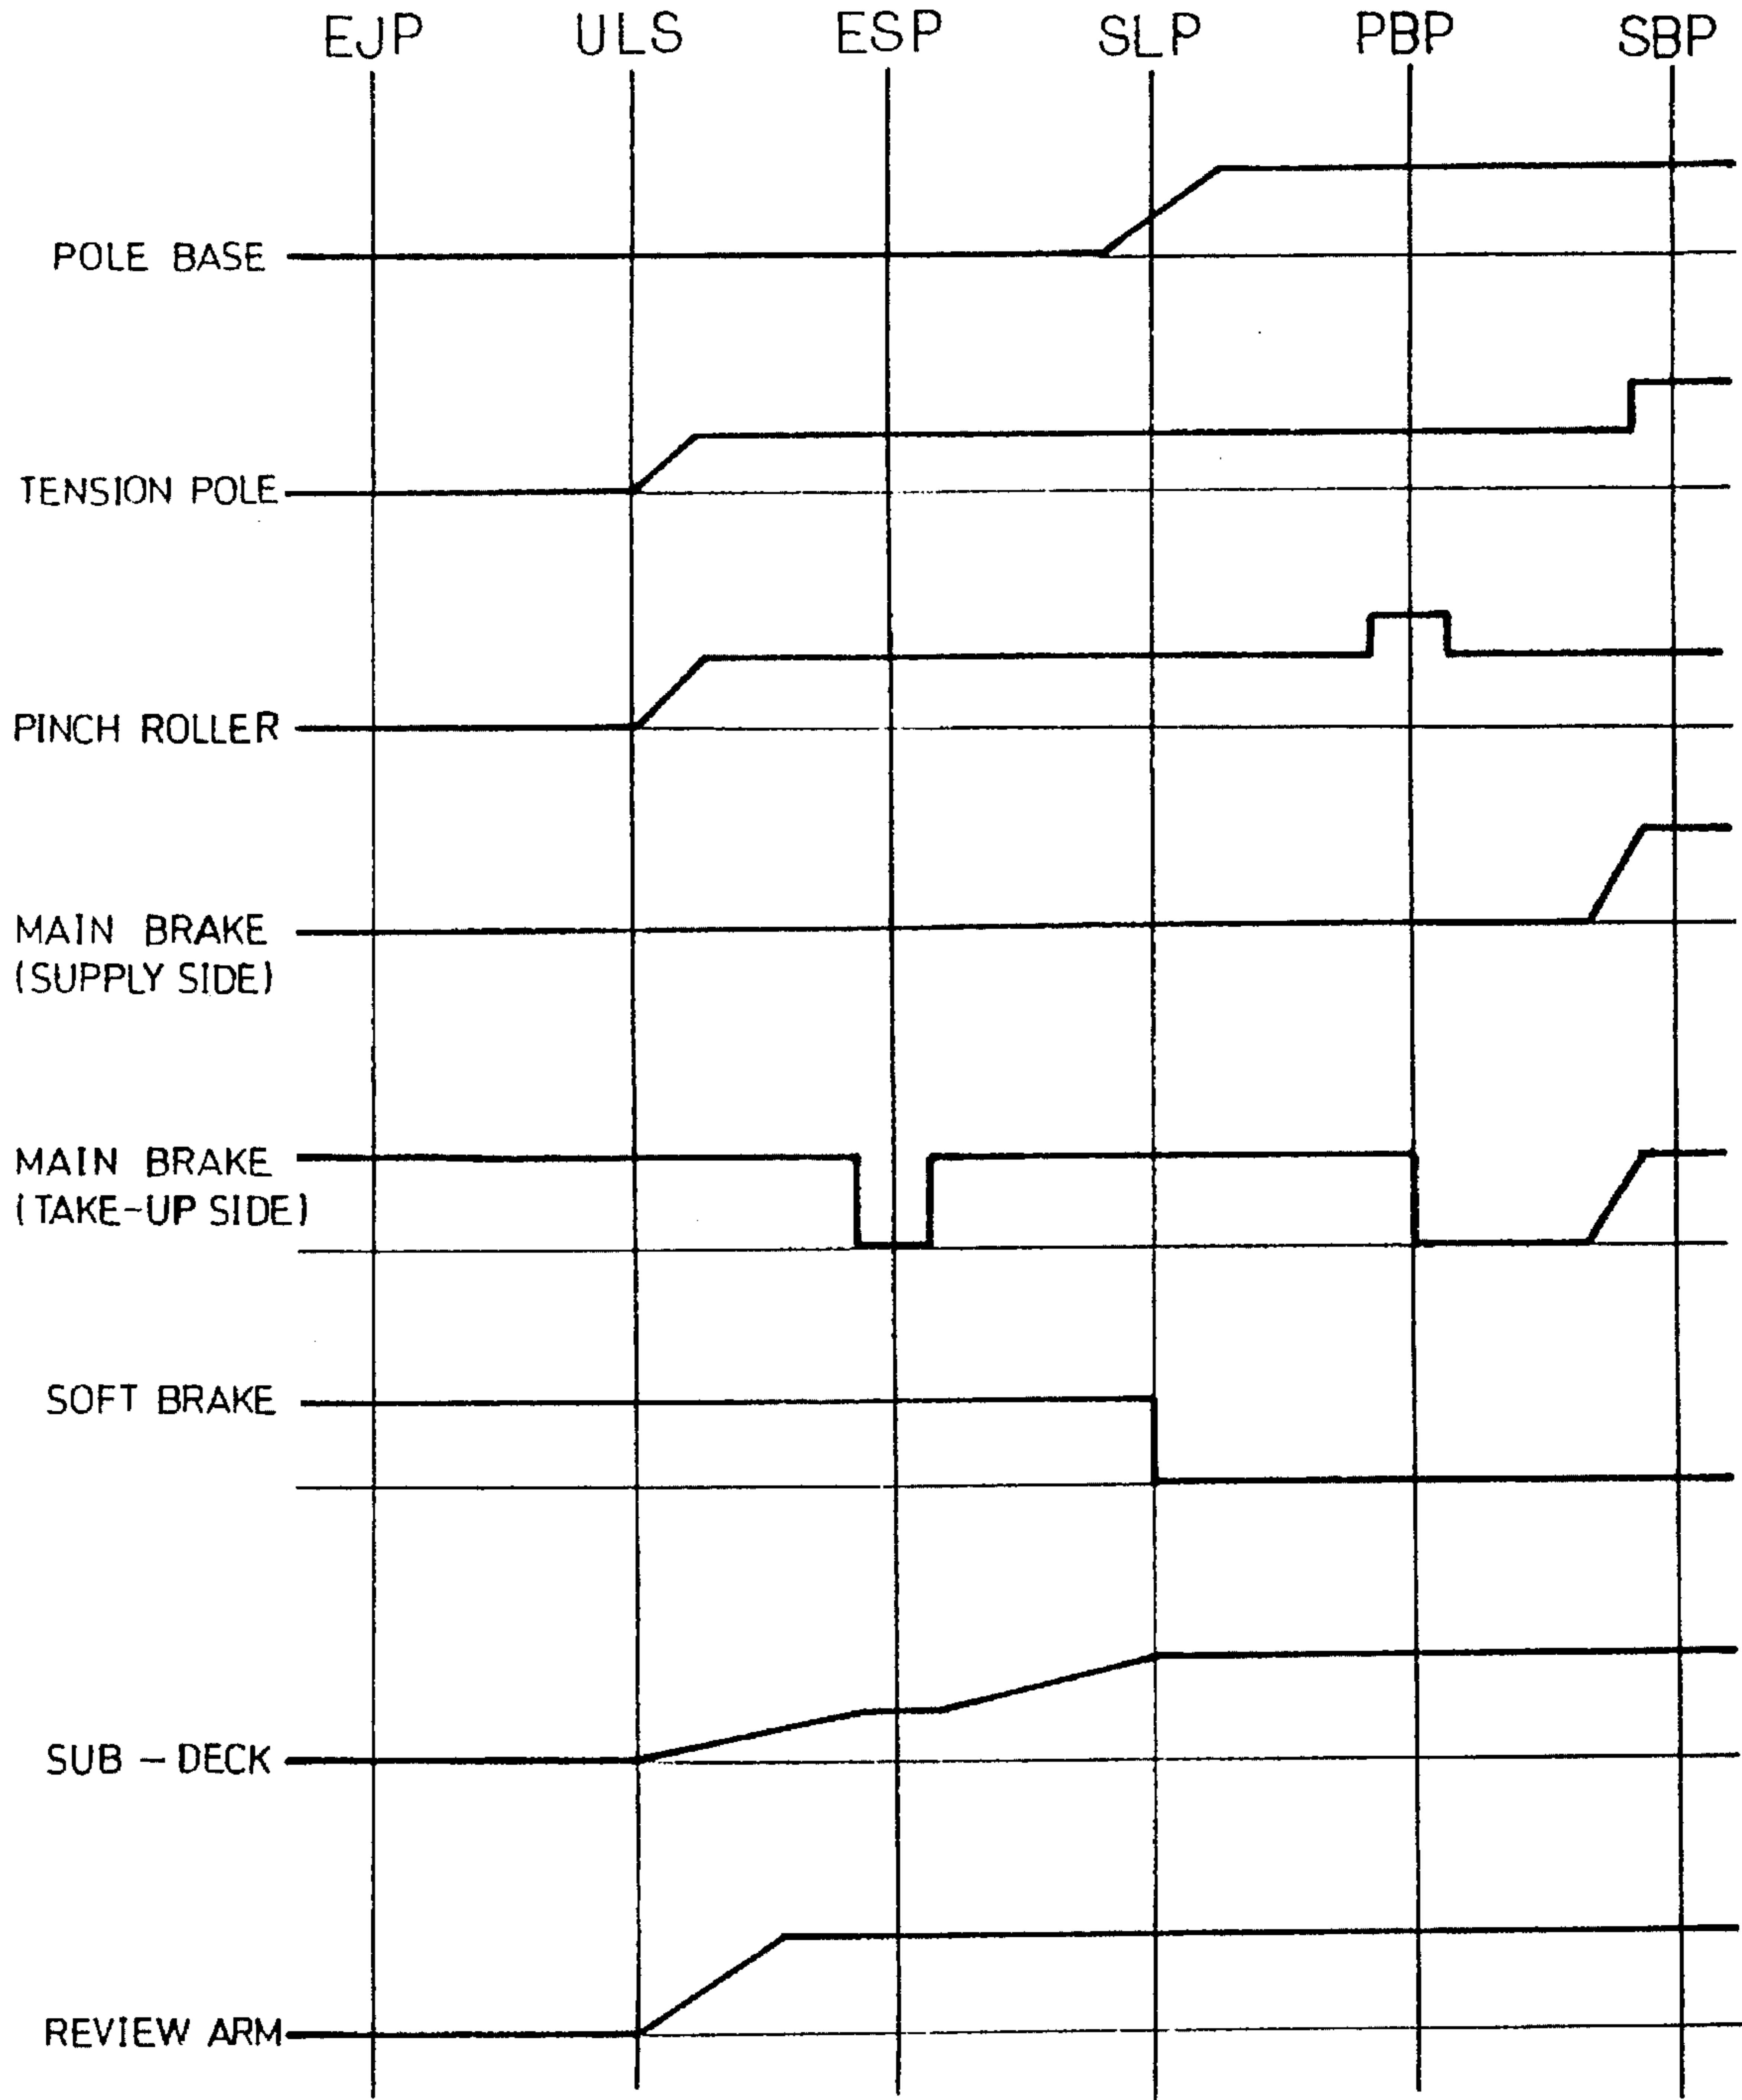 EJP ULS ESP SLP PBP SBP
POLE BASE
TENSION POLE
PINCH ROLLER
MAIN BRAKE
(SUPPLY SIDE)
MAIN BRAKE
(TAKE-UP SIDE)
SOFT BRAKE
SUB - DECK
REVIEW ARM